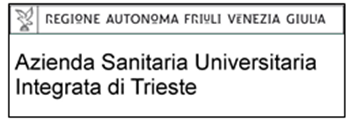 REGIONE AUTONOMA FRIULI VENEZIA GIULIA
Azienda Sanitaria Universitaria
Integrata di Trieste